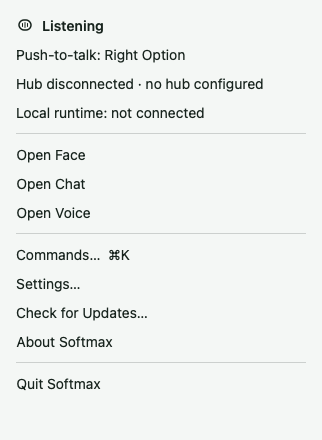 Listening
Push-to-talk: Right Option
Hub disconnected · no hub configured
Local runtime: not connected
Open Face
Open Chat
Open Voice
Commands... ⌘K
Settings...
Check for Updates...
About Softmax
Quit Softmax